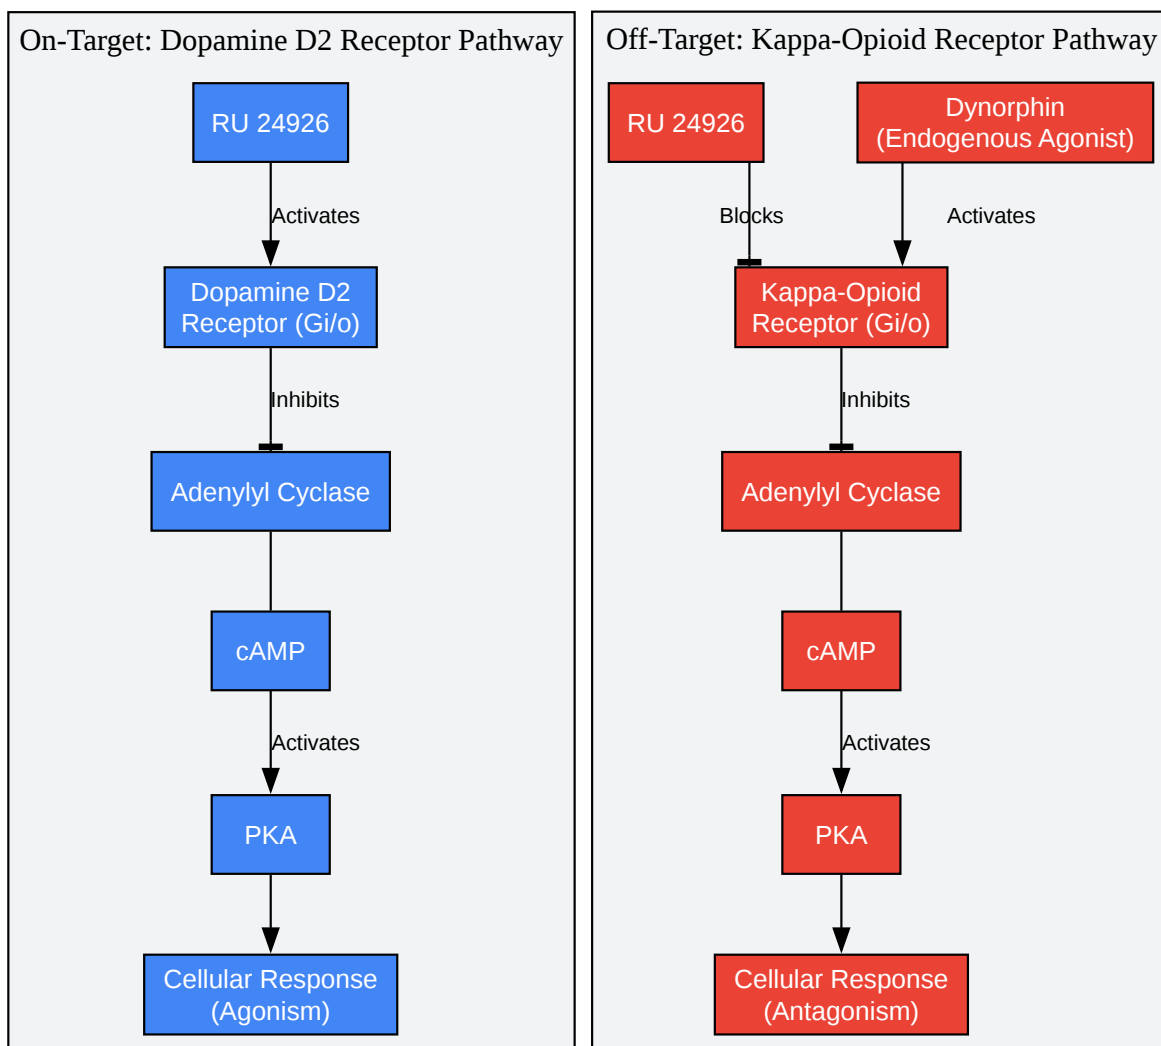 On-Target: Dopamine D2 Receptor Pathway
RU 24926
Activates
Dopamine D2
Receptor (Gi/o)
Inhibits
Adenylyl Cyclase
cAMP
Activates
PKA
Cellular Response
(Agonism)
Off-Target: Kappa-Opioid Receptor Pathway
RU 24926
Dynorphin
(Endogenous Agonist)
Blocks
Activates
Kappa-Opioid
Receptor (Gi/o)
Inhibits
Adenylyl Cyclase
cAMP
Activates
PKA
Cellular Response
(Antagonism)